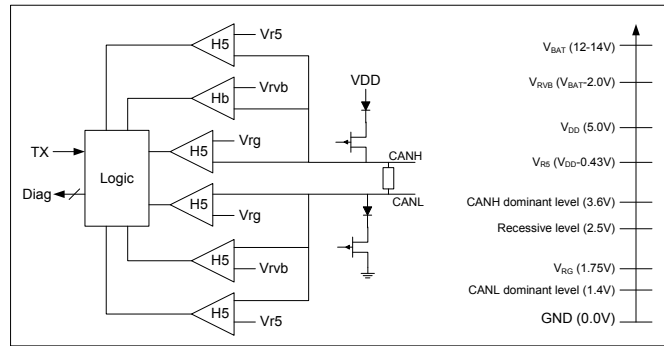 H5
Vr5
Hb
Vrvb
VDD
H5
Vrg
TX
Logic
CANH
Diag
CANL
H5
Vrg
H5
Vrvb
H5
Vr5
VBAT (12-14V)
VRVB (VBAT-2.0V)
VDD (5.0V)
VR5 (VDD-0.43V)
CANH dominant level (3.6V)
Recessive level (2.5V)
VRG (1.75V)
CANL dominant level (1.4V)
GND (0.0V)